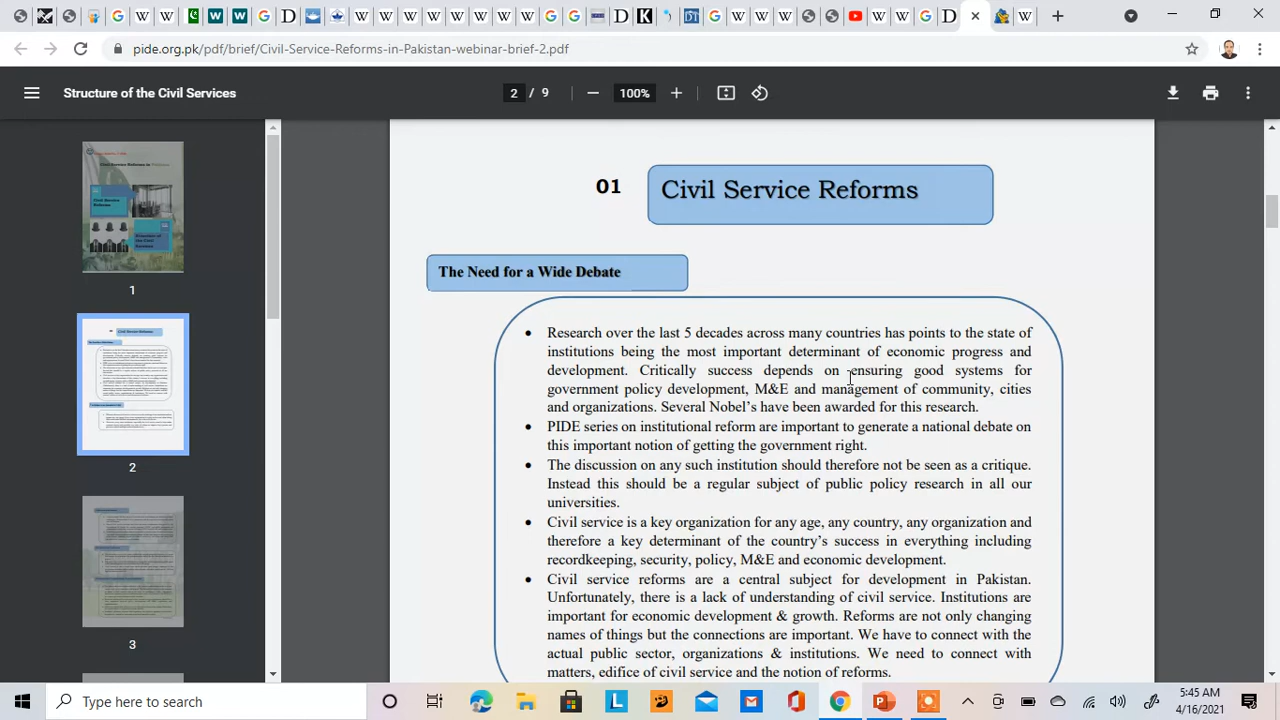 pide.org.pk/pdf/brief/Civil-Service-Reforms-in-Pakistan-webinar-brief-2.pdf
Structure of the Civil Services
2 / 9
100%
1
2
3
01
Civil Service Reforms
The Need for a Wide Debate
• Research over the last 5 decades across many countries has points to the state of
institutions being the most important determinant of economic progress and
development. Critically success depends on ensuring good systems for
government policy development, M&E and management of community, cities
and organizations. Several Nobel's have been awarded for this research.
• PIDE series on institutional reform are important to generate a national debate on
this important notion of getting the government right.
• The discussion on any such institution should therefore not be seen as a critique.
Instead this should be a regular subject of public policy research in all our
universities.
• Civil service is a key organization for any age, any country, any organization and
therefore a key determinant of the country's success in everything including
recordkeeping, security, policy, M&E and economic development.
• Civil service reforms are a central subject for development in Pakistan.
Unfortunately, there is a lack of understanding of civil service. Institutions are
important for economic development & growth. Reforms are not only changing
names of things but the connections are important. We have to connect with the
actual public sector, organizations & institutions. We need to connect with
matters, edifice of civil service and the notion of reforms.
Type here to search
5:45 AM
4/16/2021